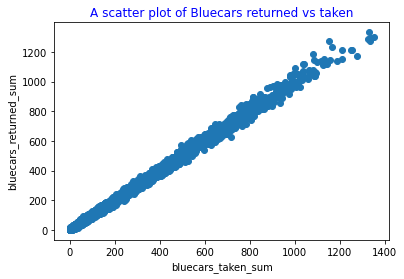 A scatter plot of Bluecars returned vs taken
1200
1000
800
600
400
200
0
bluecars_returned_sum
0 200 400 600 800 1000 1200 1400
bluecars_taken_sum